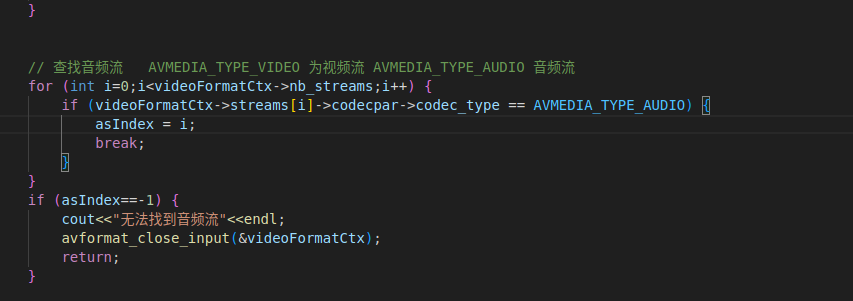 }
// 查找音频流   AVMEDIA_TYPE_VIDEO 为视频流 AVMEDIA_TYPE_AUDIO 音频流
for (int i=0;i<videoFormatCtx->nb_streams;i++) {
    if (videoFormatCtx->streams[i]->codecpar->codec_type == AVMEDIA_TYPE_AUDIO) {
        asIndex = i;
        break;
    }
}
if (asIndex==-1) {
    cout<<"无法找到音频流"<<endl;
    avformat_close_input(&videoFormatCtx);
    return;
}